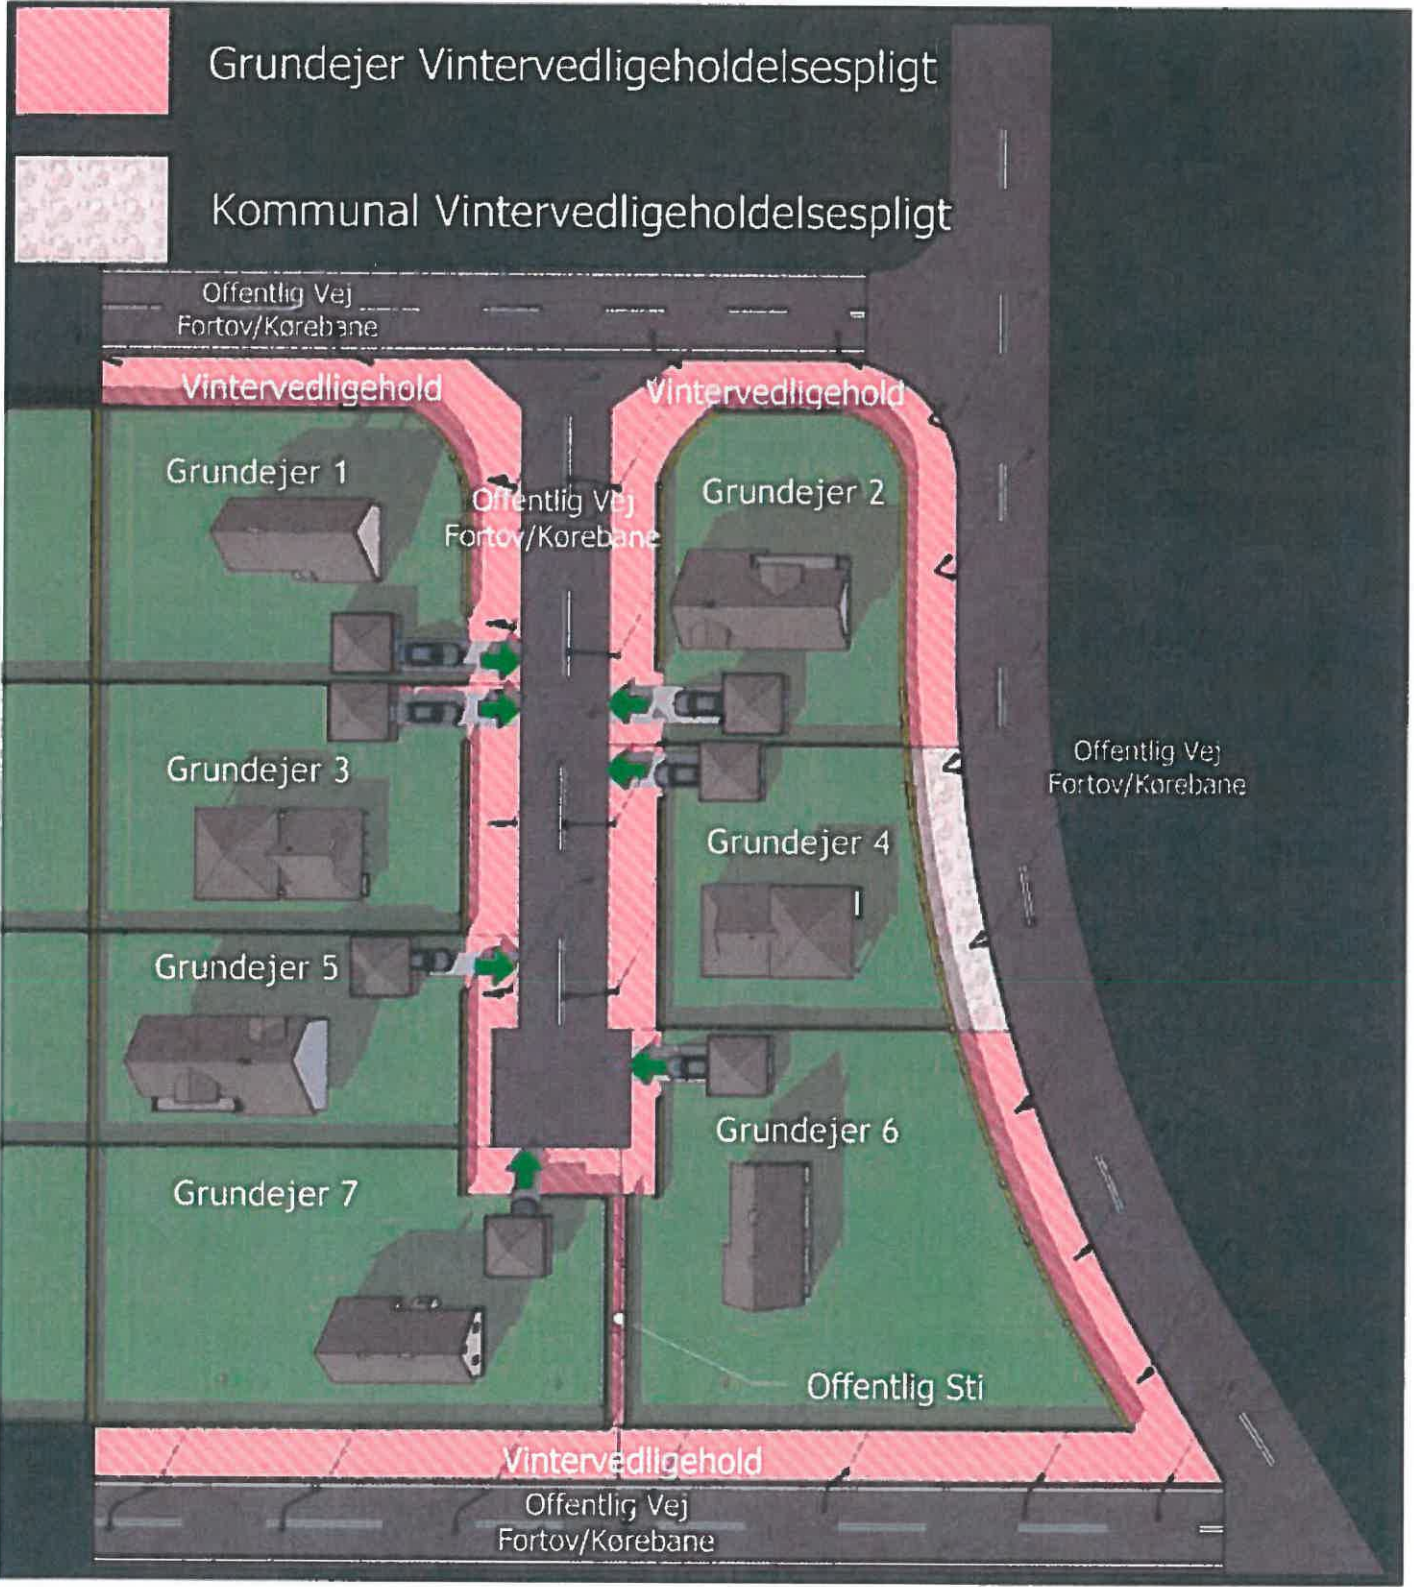 Grundejer Vintervedligeholdelsespligt
Kommunal Vintervedligeholdelsespligt
Offentlig Vej
Fortov/Kørebane
Vintervedligehold
Vintervedligehold
Grundejer 1
Grundejer 2
Offentlig Vej
Fortov/Kørebane
Grundejer 3
Offentlig Vej
Fortov/Kørebane
Grundejer 4
Grundejer 5
Grundejer 6
Grundejer 7
Offentlig Sti
Vintervedligehold
Offentlig Vej
Fortov/Kørebane